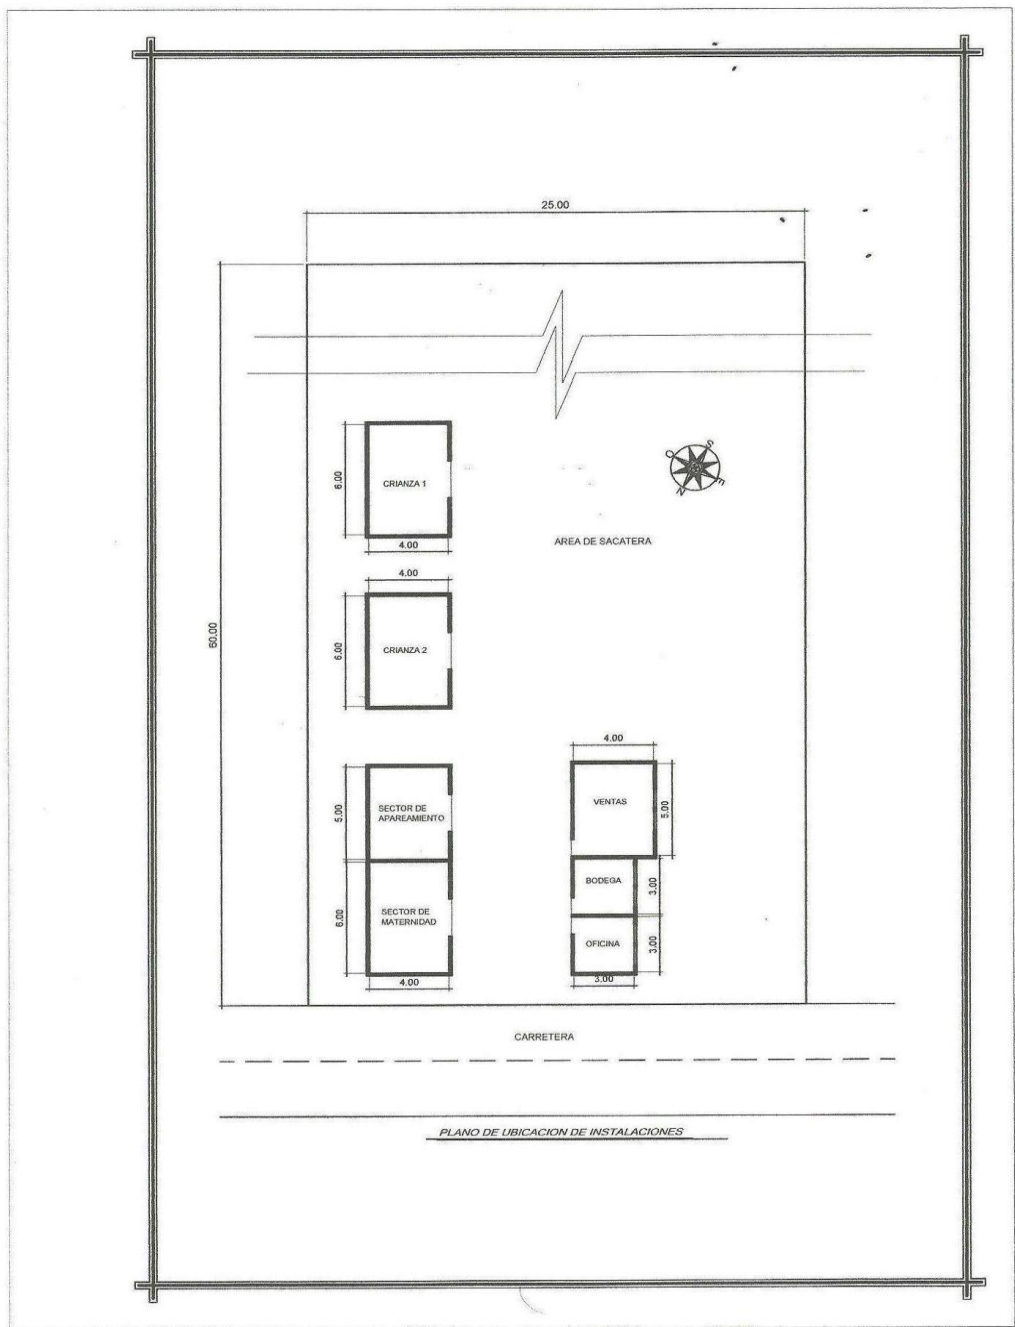 25.00
60.00
6.00
CRIANZA 1
4.00
O
S
N
E
AREA DE SACATERA
4.00
6.00
CRIANZA 2
5.00
SECTOR DE
APAREAMIENTO
6.00
SECTOR DE
MATERNIDAD
4.00
4.00
VENTAS
5.00
BODEGA
3.00
OFICINA
3.00
3.00
CARRETERA
PLANO DE UBICACION DE INSTALACIONES